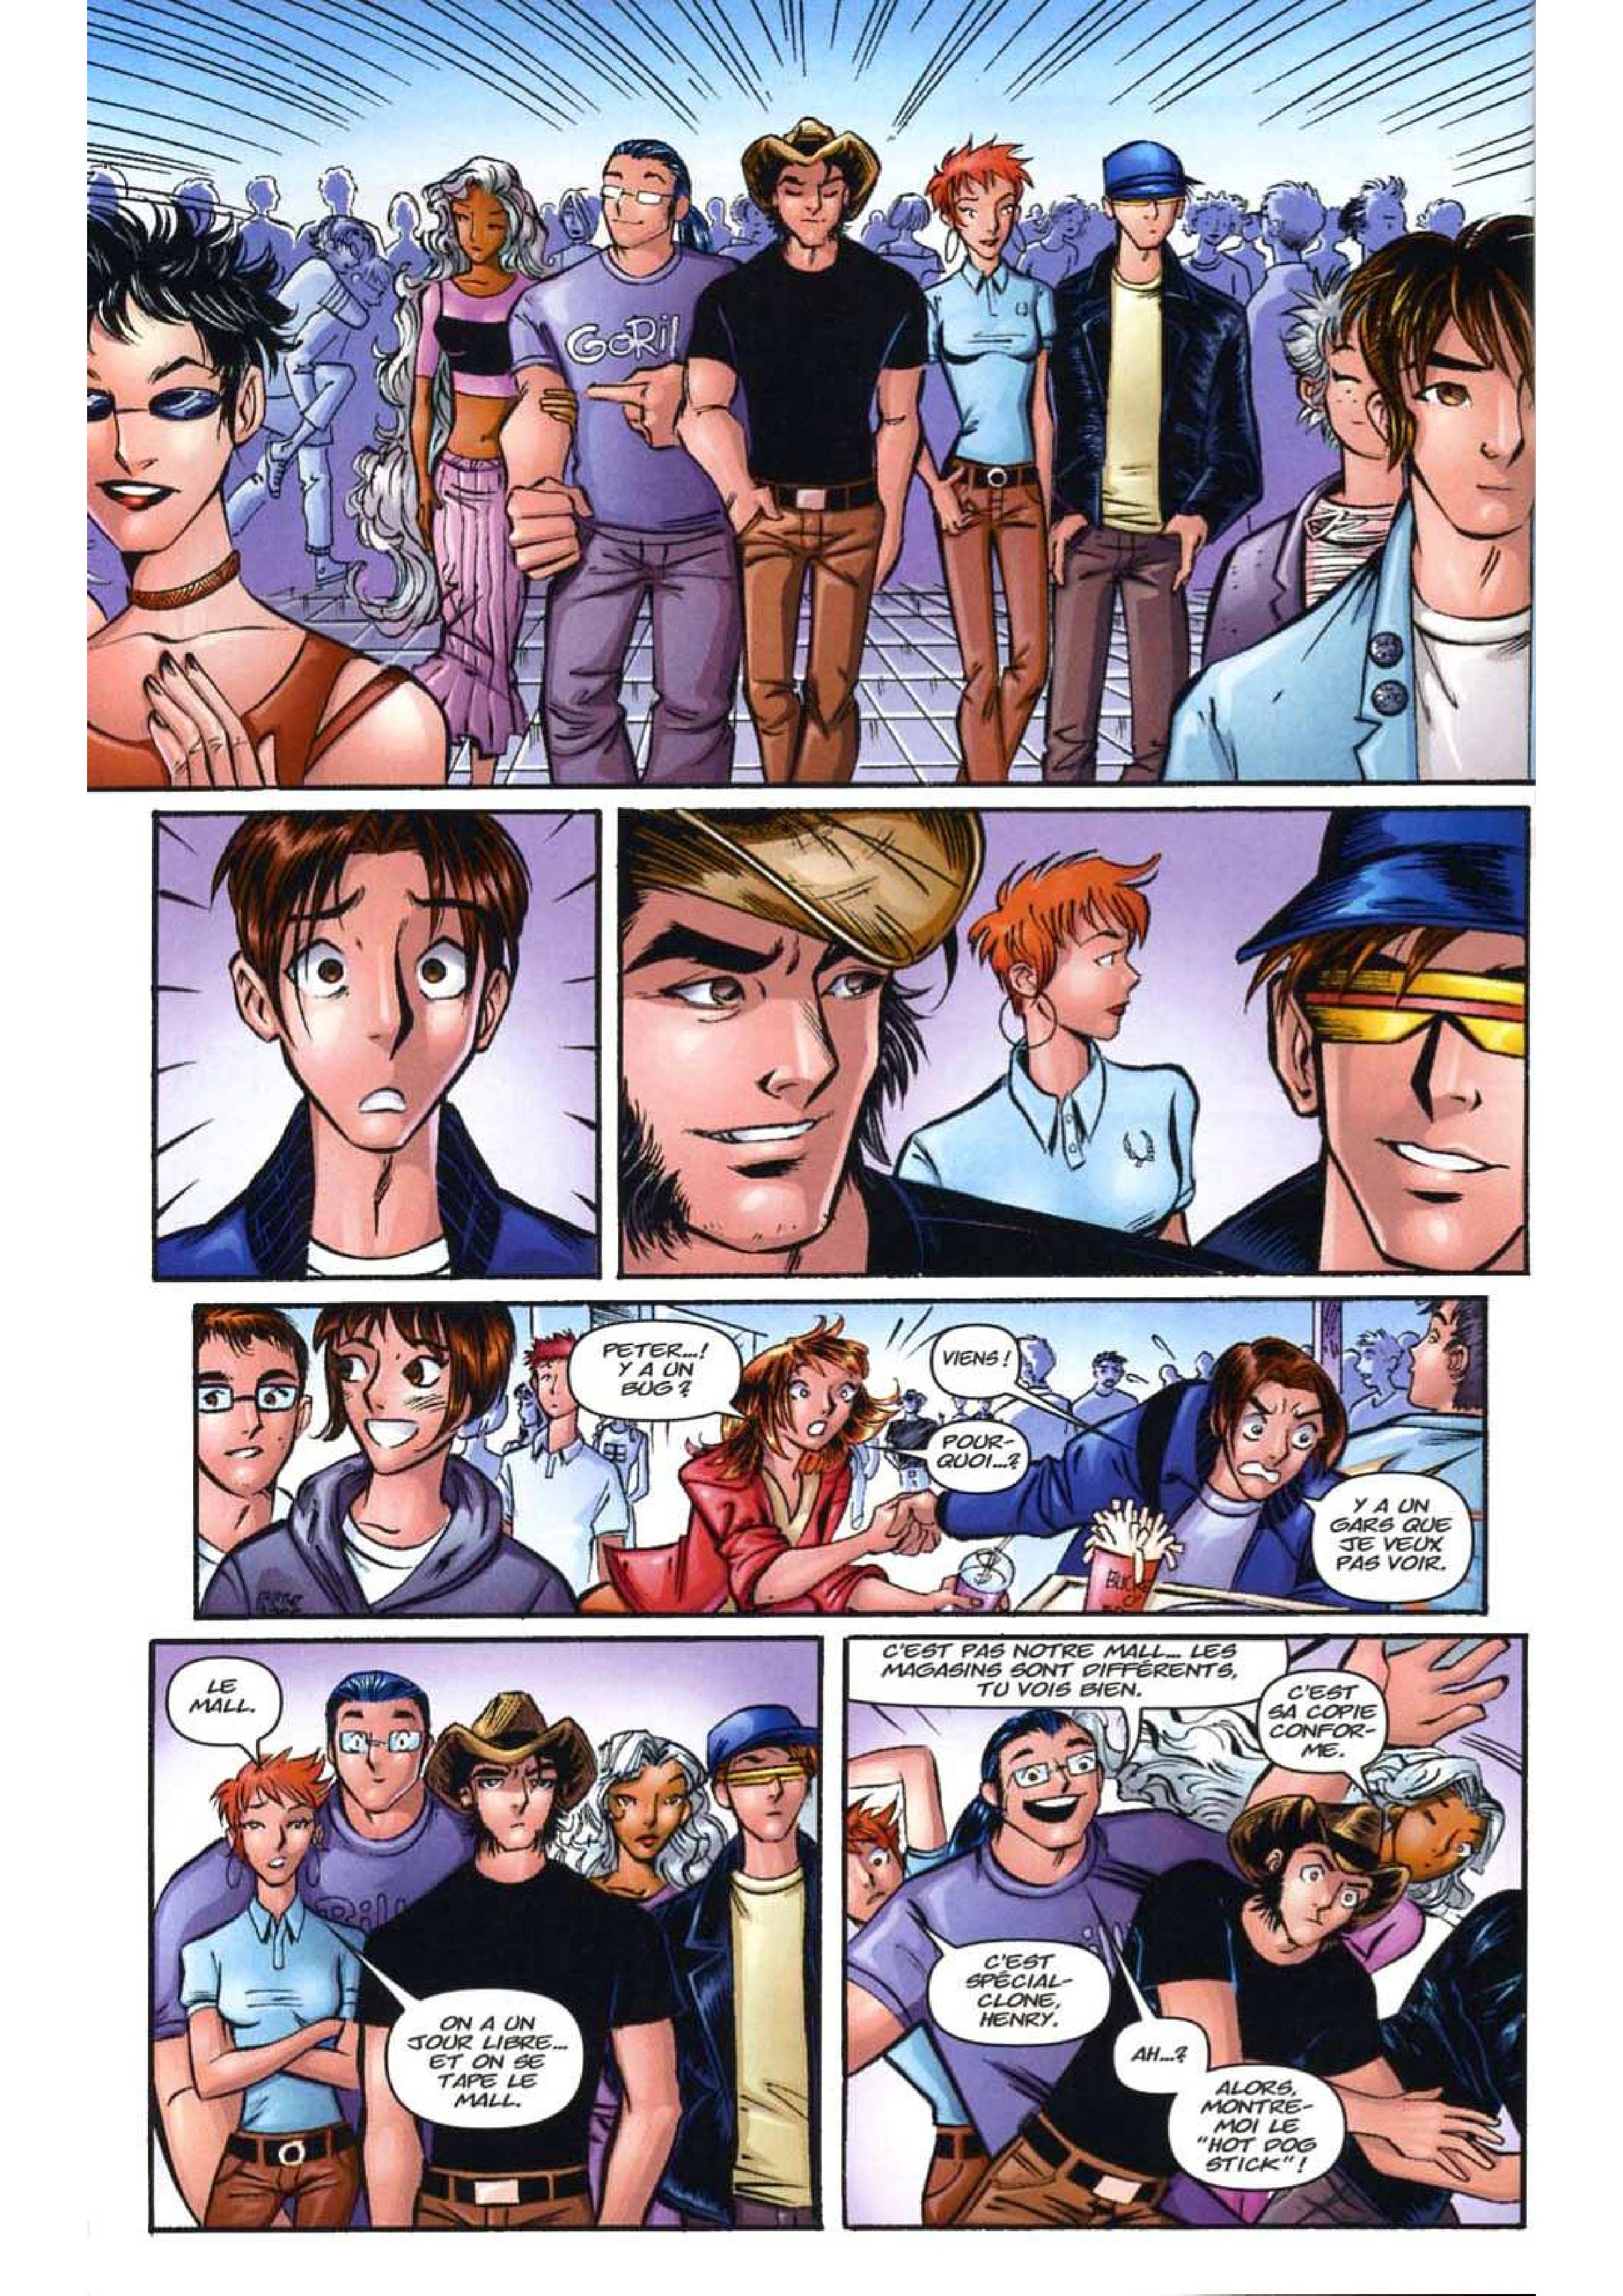 GORIL
PETER...!
Y A UN
BUG?
VIENS!
POUR-
QUOI...?
Y A UN
GARS QUE
JE VEUX
PAS VOIR.
LE
MALL.
ON A UN
JOUR LIBRE...
ET ON SE
TAPE LE
MALL.
C'EST PAS NOTRE MALL... LES
MAGASINS SONT DIFFÉRENTS,
TU VOIS BIEN.
C'EST
SA COPIE
CONFOR-
ME.
C'EST
SPÉCIAL-
CLONE,
HENRY.
AH...?
ALORS,
MONTRE-
MOI LE
"HOT DOG
STICK"!